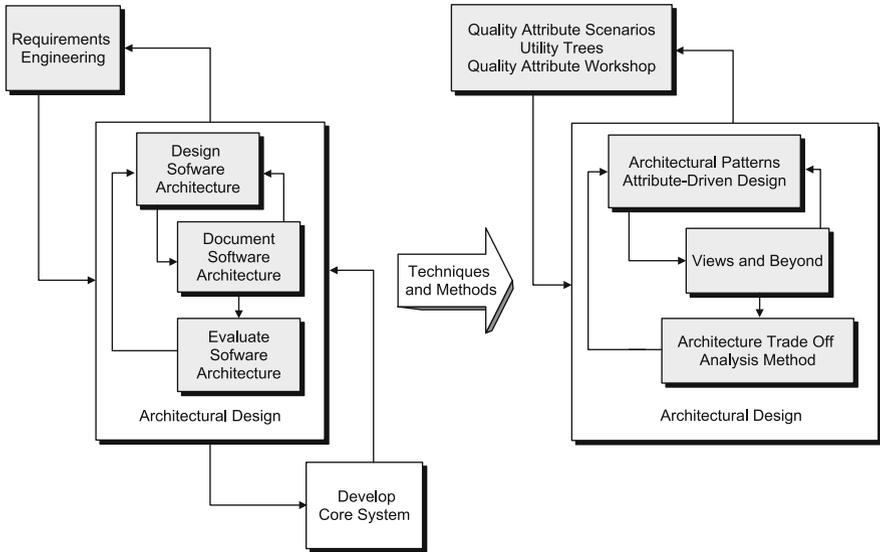 Requirements
Engineering
Design
Sofware
Architecture
Document
Software
Architecture
Evaluate
Sofware
Architecture
Architectural Design
Develop
Core System
Techniques
and Methods
Quality Attribute Scenarios
Utility Trees
Quality Attribute Workshop
Architectural Patterns
Attribute-Driven Design
Views and Beyond
Architecture Trade Off
Analysis Method
Architectural Design